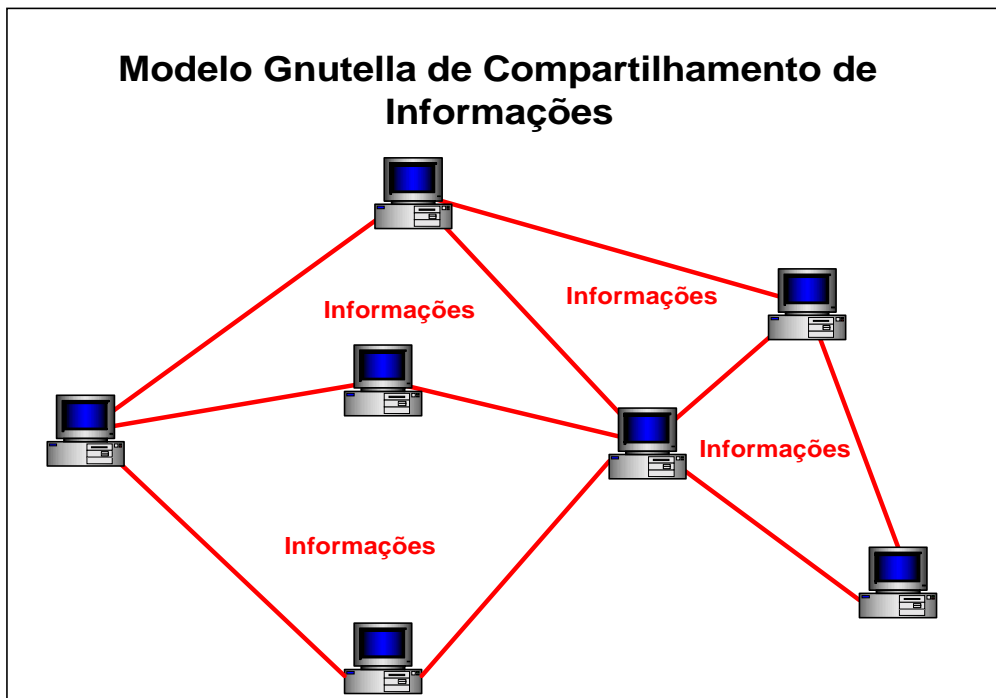 Modelo Gnutella de Compartilhamento de
Informações
Informações
Informações
Informações
Informações